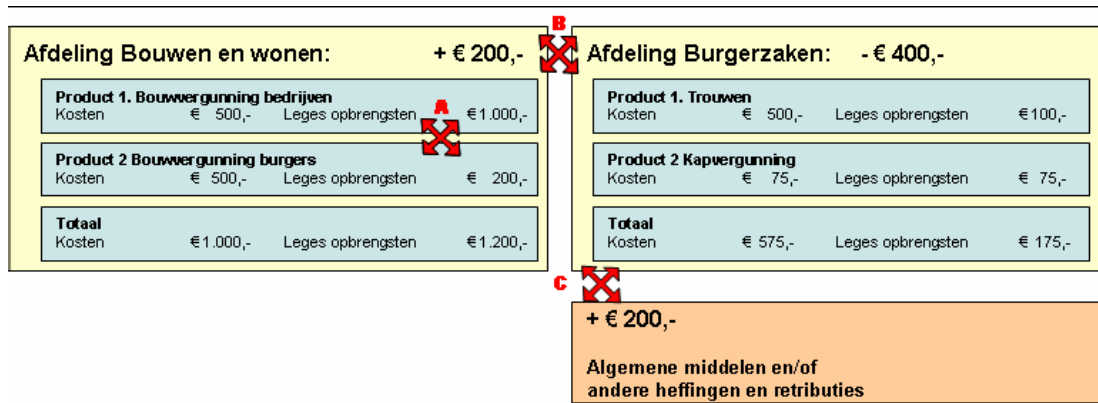 B
Afdeling Bouwen en wonen: + € 200,-
Product 1. Bouwvergunning bedrijven
Kosten € 500,- Leges opbrengsten €1.000,-
A
Product 2 Bouwvergunning burgers
Kosten € 500,- Leges opbrengsten € 200,-
Totaal
Kosten €1.000,- Leges opbrengsten €1.200,-
Afdeling Burgerzaken: - € 400,-
Product 1. Trouwen
Kosten € 500,- Leges opbrengsten €100,-
Product 2 Kapvergunning
Kosten € 75,- Leges opbrengsten € 75,-
Totaal
Kosten € 575,- Leges opbrengsten € 175,-
C
+ € 200,-
Algemene middelen en/of
andere heffingen en retributies